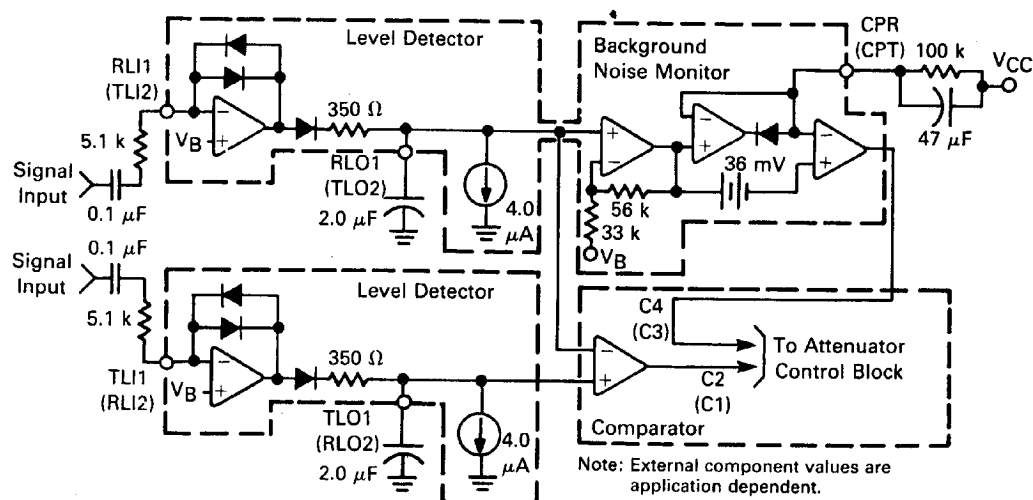 Level Detector
RLI1
(TLI2)
5.1 k
VB
350 Ω
Signal
Input
0.1 μF
RLO1
(TLO2)
2.0 μF
4.0
μA
Background
Noise Monitor
CPR
(CPT)
100 k
VCC
47 μF
36 mV
56 k
33 k
VB
0.1 μF
Signal
Input
5.1 k
Level Detector
TLI1
(RLI2)
VB
350 Ω
TLO1
(RLO2)
2.0 μF
4.0
μA
C4
(C3)
To Attenuator
Control Block
C2
(C1)
Comparator
Note: External component values are
application dependent.